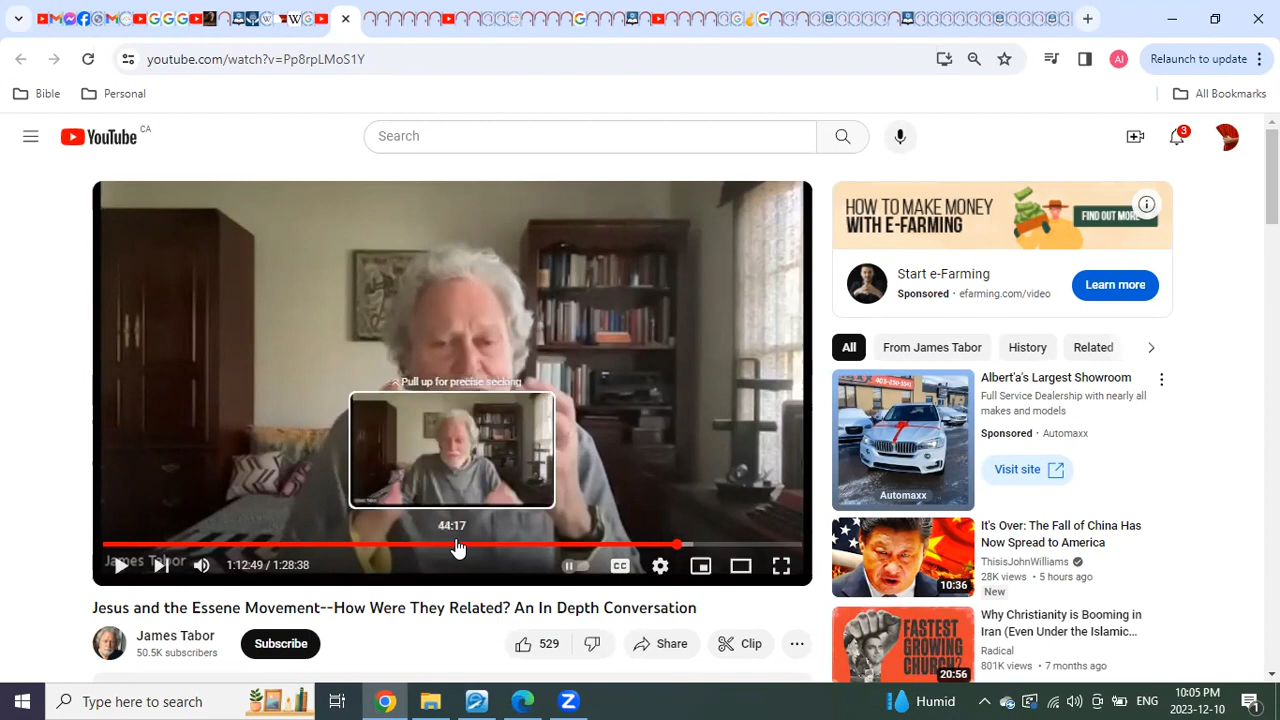 youtube.com/watch?v=Pp8rpLMoS1Y
AI
Relaunch to update
Bible
Personal
All Bookmarks
YouTube CA
Search
3
HOW TO MAKE MONEY
WITH E-FARMING
FIND OUT MORE
Start e-Farming
Sponsored · efarming.com/video
Learn more
All
From James Tabor
History
Related
Pull up for precise seeking
44:17
James Tabor
1:12:49 / 1:28:38
CC
Albert'a's Largest Showroom
Full Service Dealership with nearly all
makes and models
Sponsored · Automaxx
Visit site
Automaxx
It's Over: The Fall of China Has
Now Spread to America
ThisisJohnWilliams
28K views • 5 hours ago
New
10:36
Why Christianity is Booming in
Iran (Even Under the Islamic...
Radical
801K views • 7 months ago
FASTEST
GROWING
CHURCH?
20:56
Jesus and the Essene Movement--How Were They Related? An In Depth Conversation
James Tabor
50.5K subscribers
Subscribe
529
Share
Clip
Type here to search
Humid
ENG
10:05 PM
2023-12-10
1